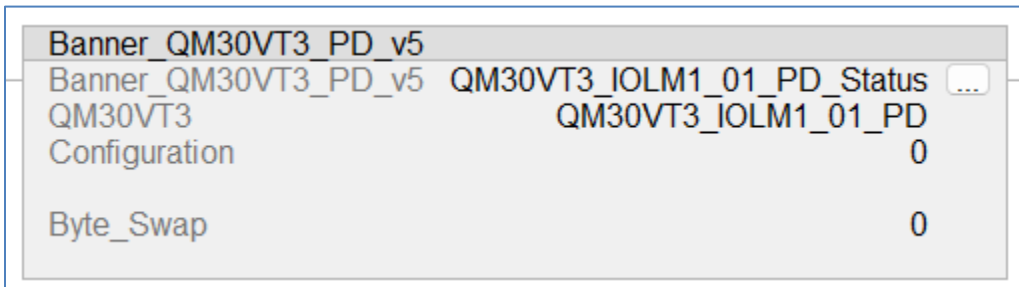 Banner_QM30VT3_PD_v5
Banner_QM30VT3_PD_v5 QM30VT3_IOLM1_01_PD_Status ...
QM30VT3 QM30VT3_IOLM1_01_PD
Configuration 0
Byte_Swap 0